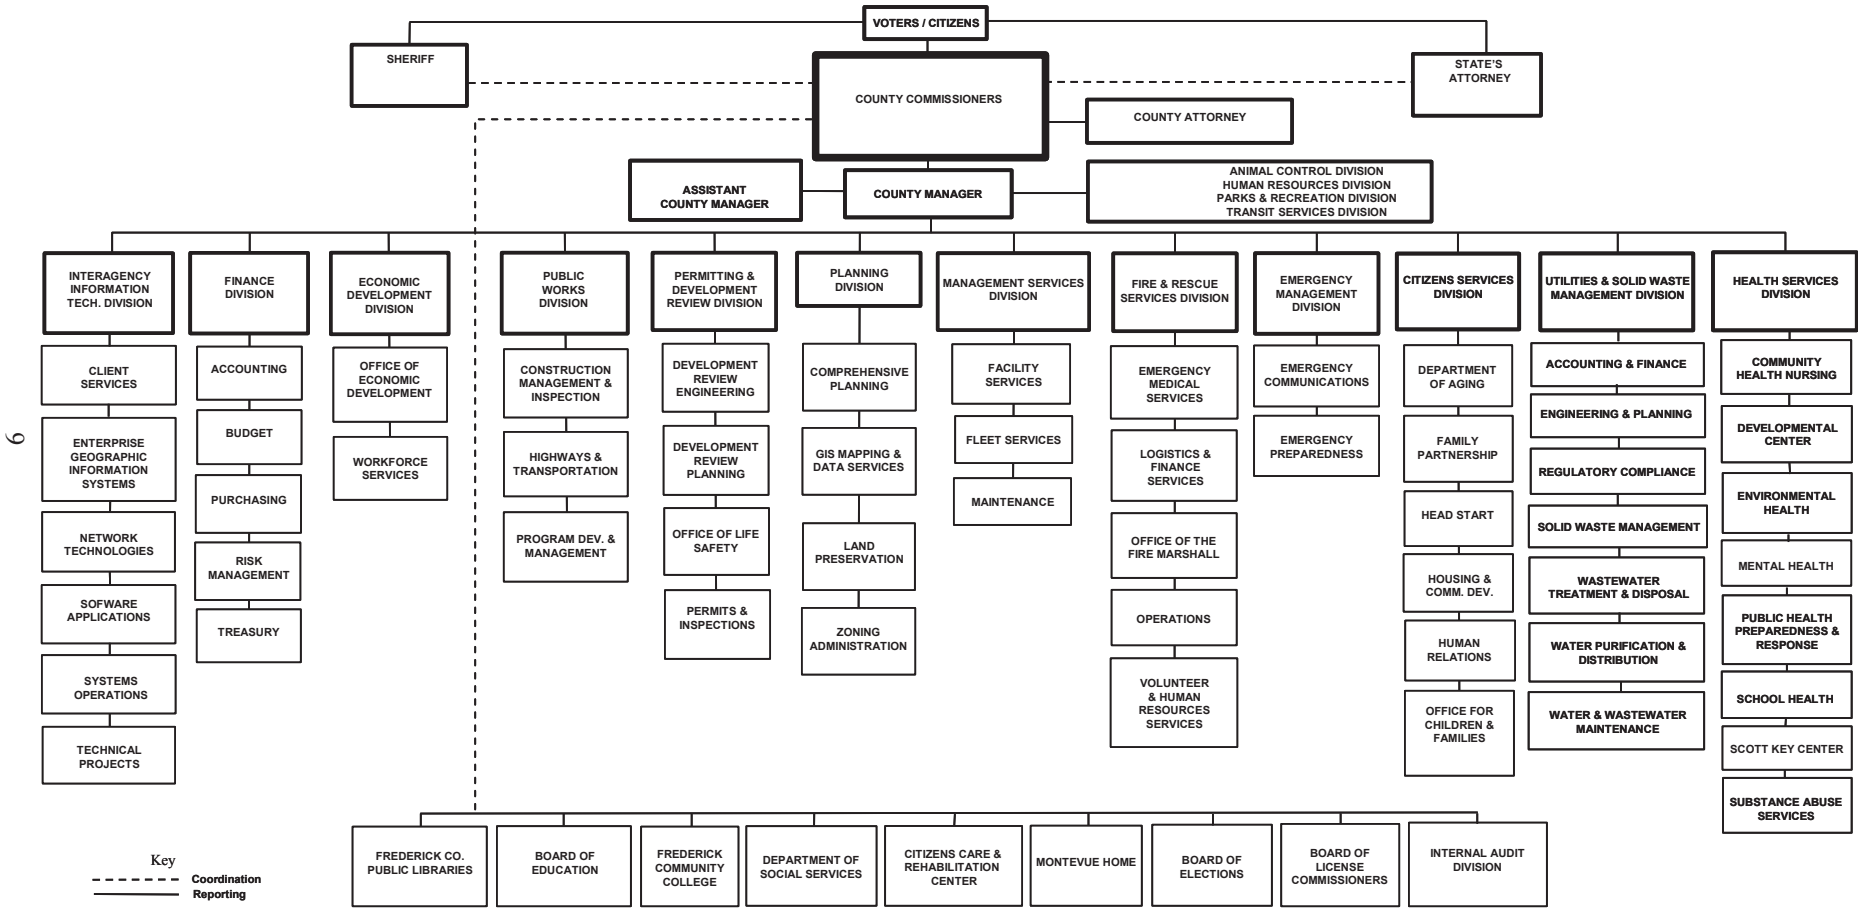 VOTERS / CITIZENS
SHERIFF
STATE'S
ATTORNEY
COUNTY COMMISSIONERS
COUNTY ATTORNEY
ASSISTANT
COUNTY MANAGER
COUNTY MANAGER
ANIMAL CONTROL DIVISION
HUMAN RESOURCES DIVISION
PARKS & RECREATION DIVISION
TRANSIT SERVICES DIVISION
INTERAGENCY
INFORMATION
TECH. DIVISION
CLIENT
SERVICES
ENTERPRISE
GEOGRAPHIC
INFORMATION
SYSTEMS
NETWORK
TECHNOLOGIES
SOFWARE
APPLICATIONS
SYSTEMS
OPERATIONS
TECHNICAL
PROJECTS
FINANCE
DIVISION
ACCOUNTING
BUDGET
PURCHASING
RISK
MANAGEMENT
TREASURY
ECONOMIC
DEVELOPMENT
DIVISION
OFFICE OF
ECONOMIC
DEVELOPMENT
WORKFORCE
SERVICES
PUBLIC
WORKS
DIVISION
CONSTRUCTION
MANAGEMENT &
INSPECTION
HIGHWAYS &
TRANSPORTATION
PROGRAM DEV. &
MANAGEMENT
PERMITTING &
DEVELOPMENT
REVIEW DIVISION
DEVELOPMENT
REVIEW
ENGINEERING
DEVELOPMENT
REVIEW
PLANNING
OFFICE OF LIFE
SAFETY
PERMITS &
INSPECTIONS
PLANNING
DIVISION
COMPREHENSIVE
PLANNING
GIS MAPPING &
DATA SERVICES
LAND
PRESERVATION
ZONING
ADMINISTRATION
MANAGEMENT SERVICES
DIVISION
FACILITY
SERVICES
FLEET SERVICES
MAINTENANCE
FIRE & RESCUE
SERVICES DIVISION
EMERGENCY
MEDICAL
SERVICES
LOGISTICS &
FINANCE
SERVICES
OFFICE OF THE
FIRE MARSHALL
OPERATIONS
VOLUNTEER
& HUMAN
RESOURCES
SERVICES
EMERGENCY
MANAGEMENT
DIVISION
EMERGENCY
COMMUNICATIONS
EMERGENCY
PREPAREDNESS
CITIZENS SERVICES
DIVISION
DEPARTMENT
OF AGING
FAMILY
PARTNERSHIP
HEAD START
HOUSING &
COMM. DEV.
HUMAN
RELATIONS
OFFICE FOR
CHILDREN &
FAMILIES
UTILITIES & SOLID WASTE
MANAGEMENT DIVISION
ACCOUNTING & FINANCE
ENGINEERING & PLANNING
REGULATORY COMPLIANCE
SOLID WASTE MANAGEMENT
WASTEWATER
TREATMENT & DISPOSAL
WATER PURIFICATION &
DISTRIBUTION
WATER & WASTEWATER
MAINTENANCE
HEALTH SERVICES
DIVISION
COMMUNITY
HEALTH NURSING
DEVELOPMENTAL
CENTER
ENVIRONMENTAL
HEALTH
MENTAL HEALTH
PUBLIC HEALTH
PREPAREDNESS &
RESPONSE
SCHOOL HEALTH
SCOTT KEY CENTER
SUBSTANCE ABUSE
SERVICES
FREDERICK CO.
PUBLIC LIBRARIES
BOARD OF
EDUCATION
FREDERICK
COMMUNITY
COLLEGE
DEPARTMENT OF
SOCIAL SERVICES
CITIZENS CARE &
REHABILITATION
CENTER
MONTEVUE HOME
BOARD OF
ELECTIONS
BOARD OF
LICENSE
COMMISSIONERS
INTERNAL AUDIT
DIVISION
Key
Coordination
Reporting
9